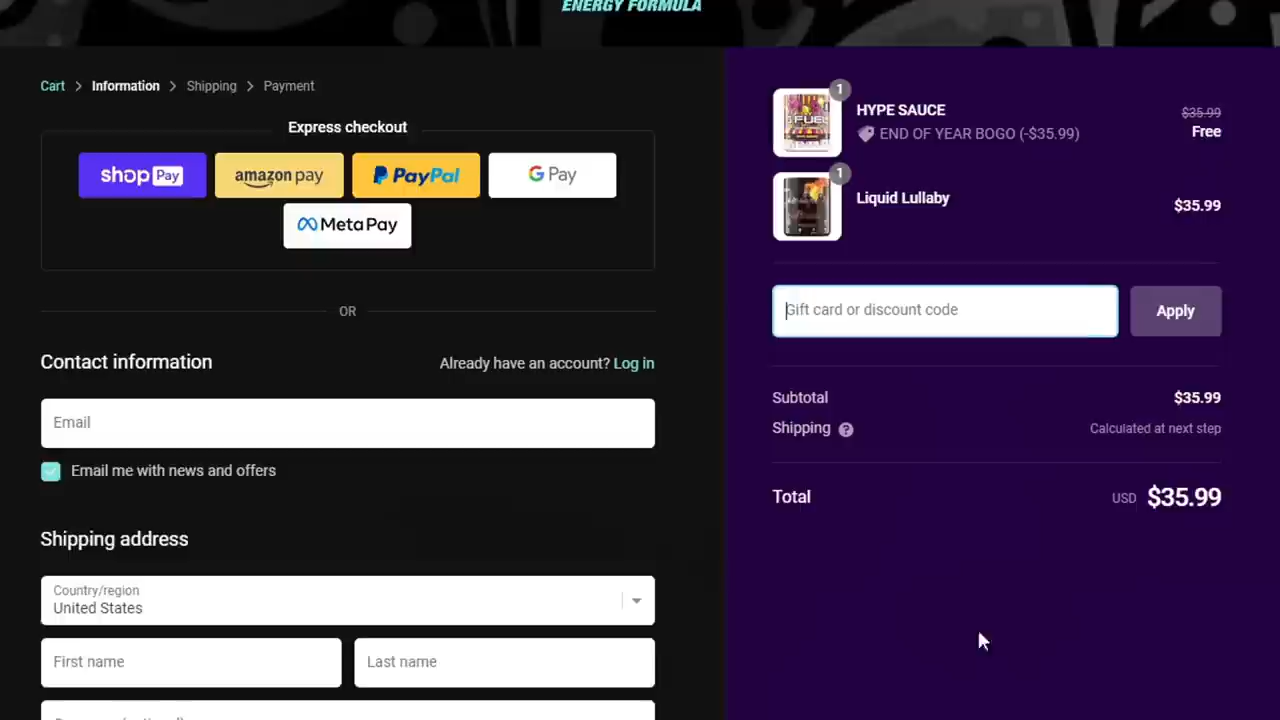 ENERGY FORMULA
Cart > Information > Shipping > Payment
Express checkout
shop Pay
amazon pay
PayPal
G Pay
Meta Pay
OR
Contact information
Already have an account? Log in
Email
Email me with news and offers
Shipping address
Country/region
United States
First name
Last name
1
HYPE SAUCE
$35.99
END OF YEAR BOGO (-$35.99)
Free
G FUEL
1
Liquid Lullaby
$35.99
Gift card or discount code
Apply
Subtotal
$35.99
Shipping ?
Calculated at next step
Total
USD $35.99